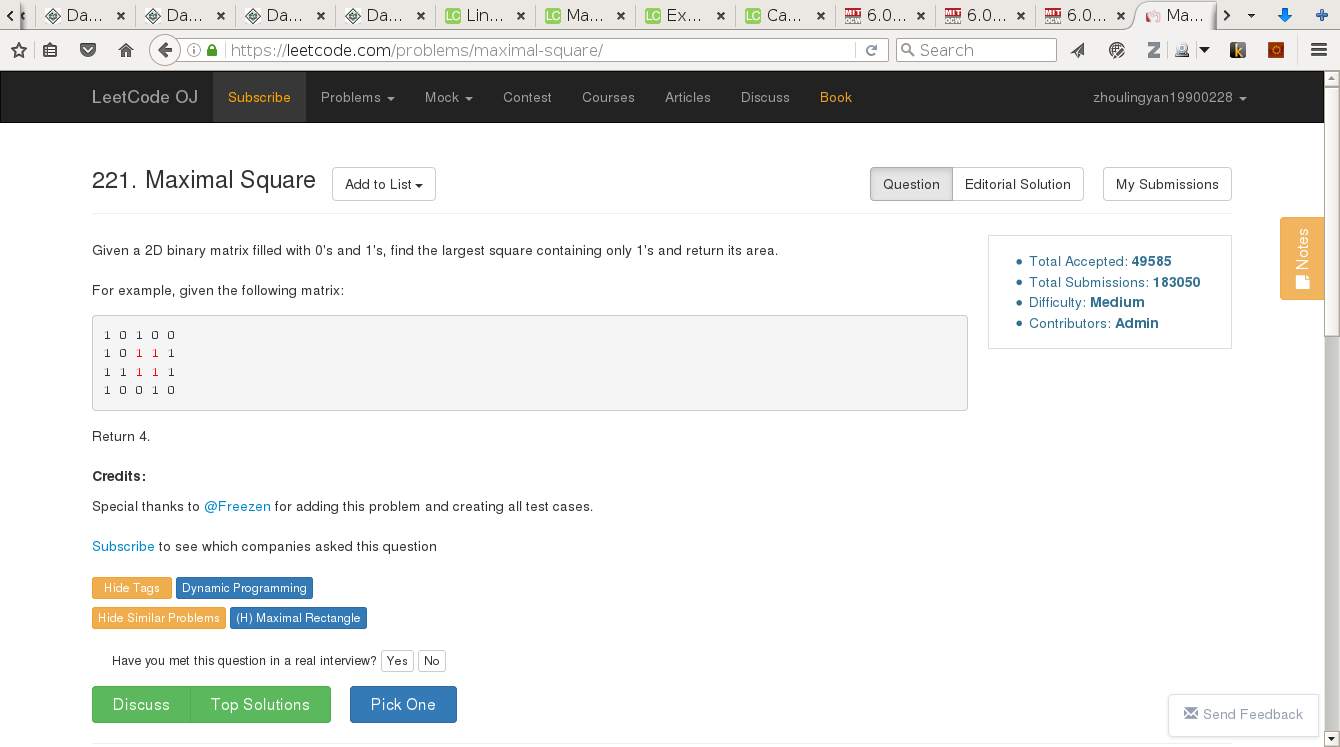 Da... Da... Da... Da... LC Lin... LC Ma... LC Ex... LC Ca... MIT OCW 6.0... MIT OCW 6.0... MIT OCW 6.0... Ma...
https://leetcode.com/problems/maximal-square/ Search Z k
LeetCode OJ Subscribe Problems Mock Contest Courses Articles Discuss Book zhoulingyan19900228
221. Maximal Square Add to List Question Editorial Solution My Submissions
Given a 2D binary matrix filled with 0's and 1's, find the largest square containing only 1's and return its area.
For example, given the following matrix:
1 0 1 0 0
1 0 1 1 1
1 1 1 1 1
1 0 0 1 0
Return 4.
Credits:
Special thanks to @Freezen for adding this problem and creating all test cases.
Subscribe to see which companies asked this question
Hide Tags Dynamic Programming
Hide Similar Problems (H) Maximal Rectangle
Have you met this question in a real interview? Yes No
Discuss Top Solutions Pick One
Total Accepted: 49585
Total Submissions: 183050
Difficulty: Medium
Contributors: Admin
Notes
Send Feedback